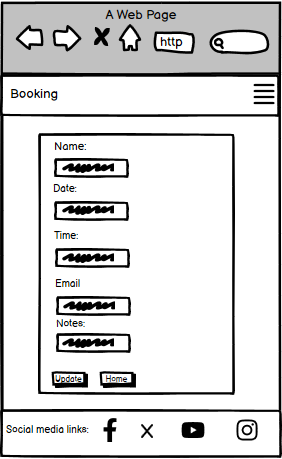 A Web Page
http
Booking
Name:
Date:
Time:
Email
Notes:
Update Home
Social media links: